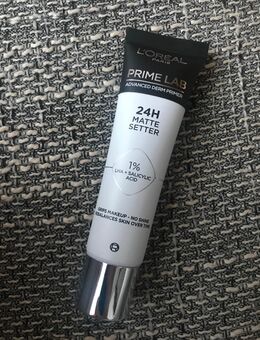 L'ORÉAL
PARIS
PRIME LAB
ADVANCED DERM PRIMER
24H
MATTE
SETTER
1%
LHA + SALICYLIC
ACID
GRIPS MAKEUP - NO SHINE
REBALANCES SKIN OVER TIME